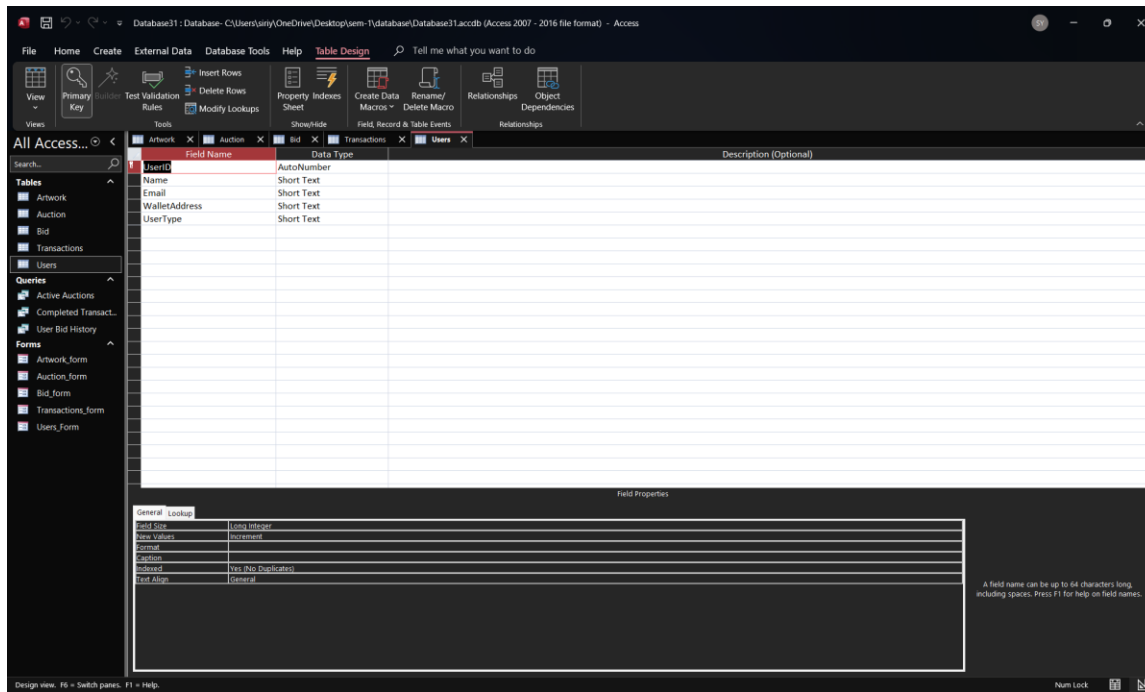 Database31 : Database- C:\Users\siriy\OneDrive\Desktop\sem-1\database\Database31.accdb (Access 2007 - 2016 file format) - Access
SY
File Home Create External Data Database Tools Help Table Design Tell me what you want to do
View
Primary Key
Builder
Test Validation Rules
Insert Rows
Delete Rows
Modify Lookups
Property Sheet
Indexes
Create Data Macros
Rename/ Delete Macro
Relationships
Object Dependencies
Views Tools Show/Hide Field, Record & Table Events Relationships
All Access...
Search...
Tables
Artwork
Auction
Bid
Transactions
Users
Queries
Active Auctions
Completed Transact...
User Bid History
Forms
Artwork_form
Auction_form
Bid_form
Transactions_form
Users_Form
Artwork Auction Bid Transactions Users
Field Name Data Type Description (Optional)
UserID AutoNumber
Name Short Text
Email Short Text
WalletAddress Short Text
UserType Short Text
Field Properties
General Lookup
Field Size Long Integer
New Values Increment
Format
Caption
Indexed Yes (No Duplicates)
Text Align General
A field name can be up to 64 characters long,
including spaces. Press F1 for help on field names.
Design view. F6 = Switch panes. F1 = Help.
Num Lock